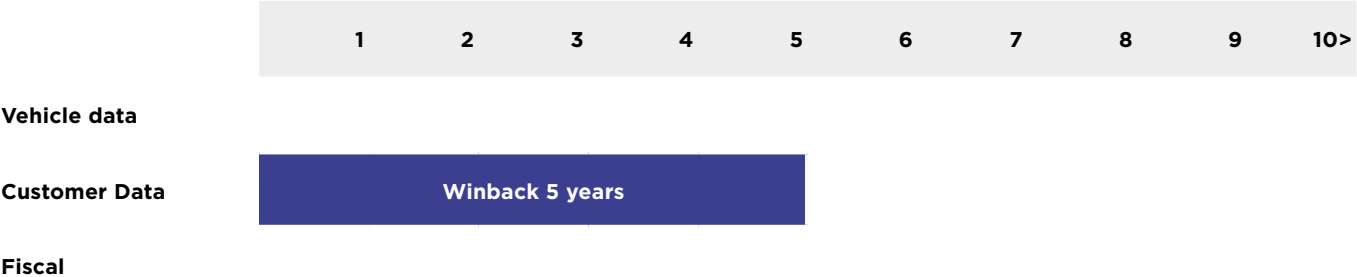 1 2 3 4 5 6 7 8 9 10>
Vehicle data
Customer Data Winback 5 years
Fiscal